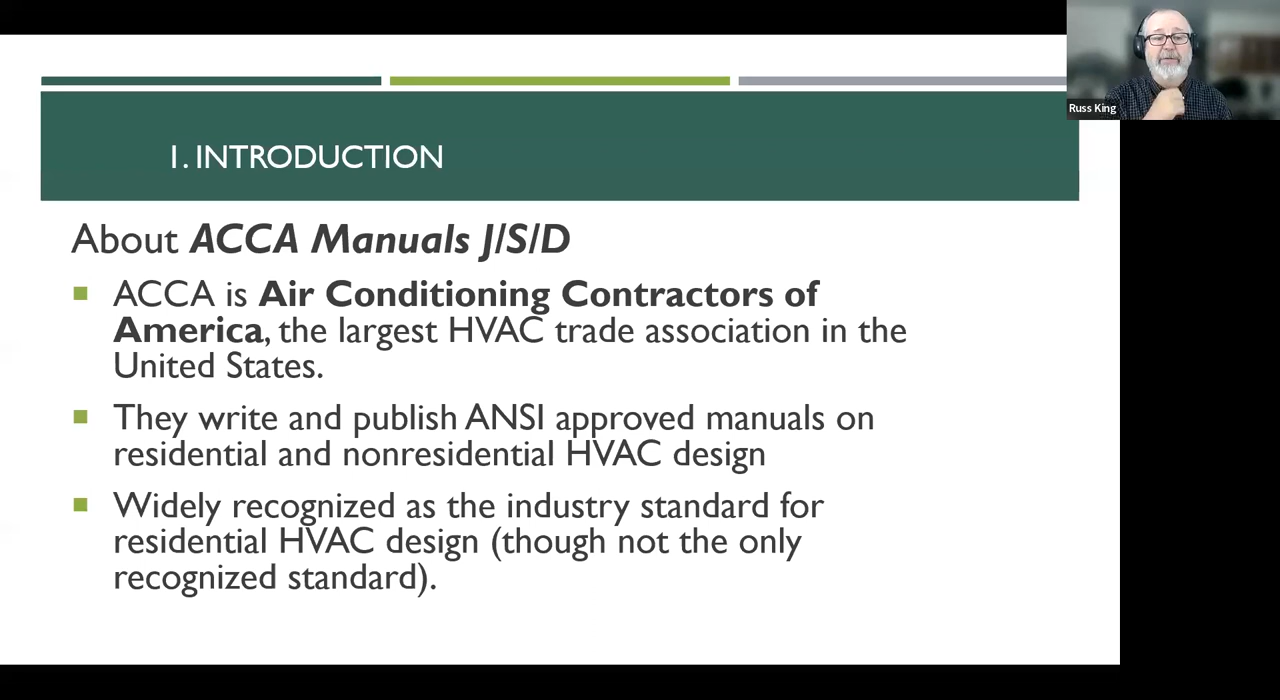 1. INTRODUCTION
Russ King
About ACCA Manuals J/S/D
ACCA is Air Conditioning Contractors of
America, the largest HVAC trade association in the
United States.
They write and publish ANSI approved manuals on
residential and nonresidential HVAC design
Widely recognized as the industry standard for
residential HVAC design (though not the only
recognized standard).